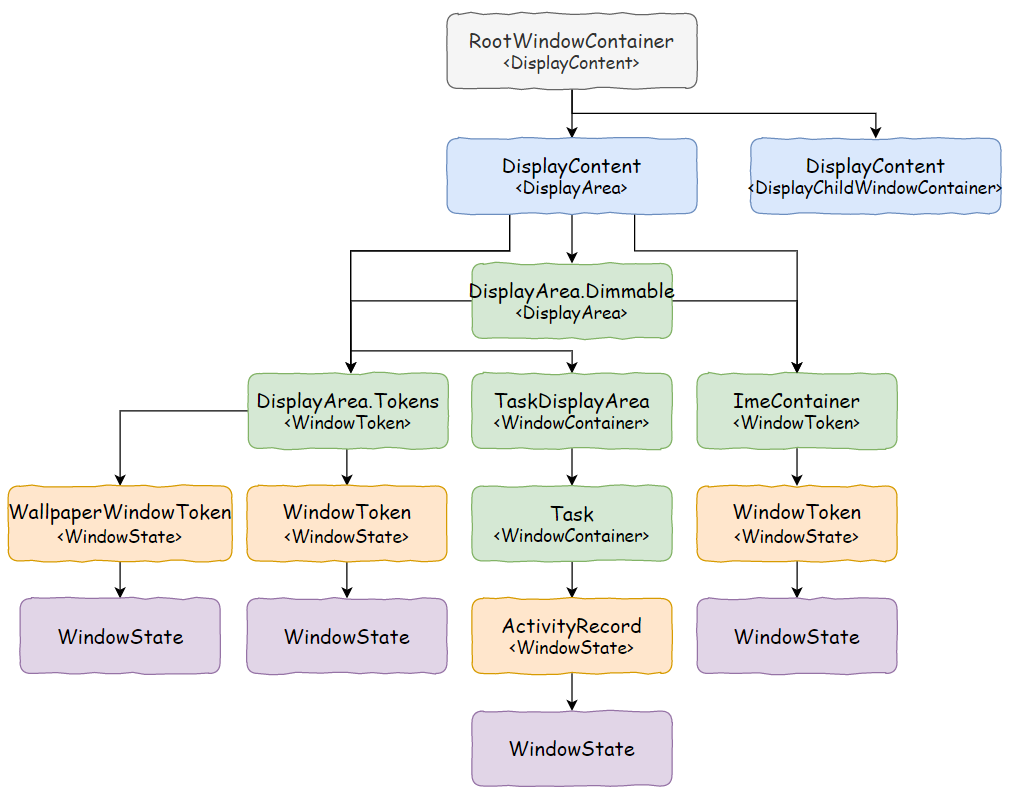 RootWindowContainer
<DisplayContent>
DisplayContent
<DisplayArea>
DisplayContent
<DisplayChildWindowContainer>
DisplayArea.Dimmable
<DisplayArea>
DisplayArea.Tokens
<WindowToken>
TaskDisplayArea
<WindowContainer>
ImeContainer
<WindowToken>
WallpaperWindowToken
<WindowState>
WindowToken
<WindowState>
Task
<WindowContainer>
WindowToken
<WindowState>
WindowState
WindowState
ActivityRecord
<WindowState>
WindowState
WindowState